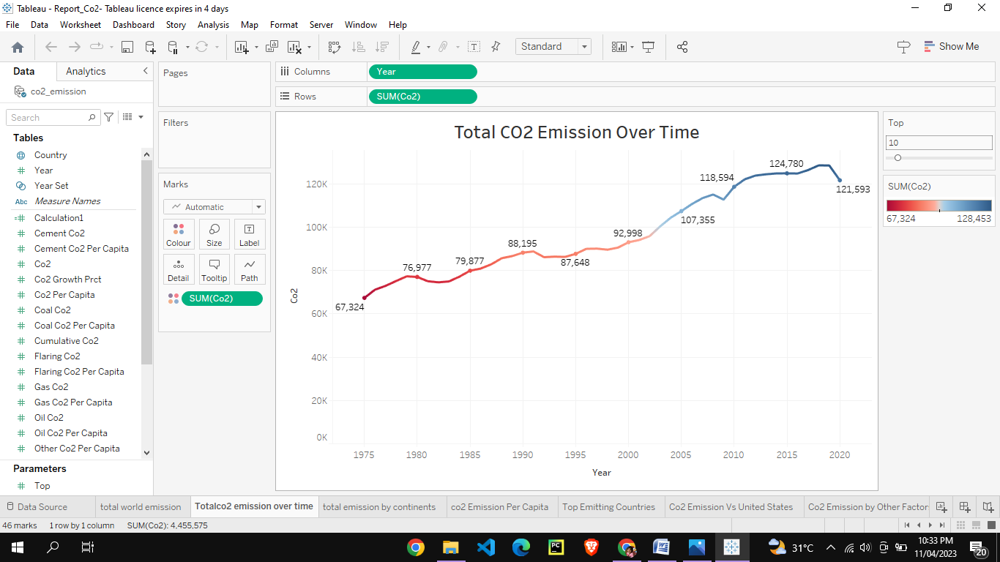 Tableau - Report_Co2- Tableau licence expires in 4 days
File Data Worksheet Dashboard Story Analysis Map Format Server Window Help
Standard
Show Me
Data Analytics
co2_emission
Search
Tables
Country
Year
Year Set
Abc Measure Names
Calculation1
Cement Co2
Cement Co2 Per Capita
Co2
Co2 Growth Prct
Co2 Per Capita
Coal Co2
Coal Co2 Per Capita
Cumulative Co2
Flaring Co2
Flaring Co2 Per Capita
Gas Co2
Gas Co2 Per Capita
Oil Co2
Oil Co2 Per Capita
Other Co2 Per Capita
Parameters
Top
Pages
Filters
Marks
Automatic
Colour Size Label
Detail Tooltip Path
SUM(Co2)
Columns Year
Rows SUM(Co2)
Total CO2 Emission Over Time
120K
100K
80K
60K
40K
20K
0K
Co2
67,324
76,977
79,877
88,195
87,648
92,998
107,355
118,594
124,780
121,593
1975 1980 1985 1990 1995 2000 2005 2010 2015 2020
Year
Top
10
SUM(Co2)
67,324 128,453
Data Source total world emission Totalco2 emission over time total emission by continents co2 Emission Per Capita Top Emitting Countries Co2 Emission Vs United States Co2 Emission by Other Factor
46 marks 1 row by 1 column SUM(Co2): 4,455,575
PC
31°C
10:33 PM
11/04/2023
20